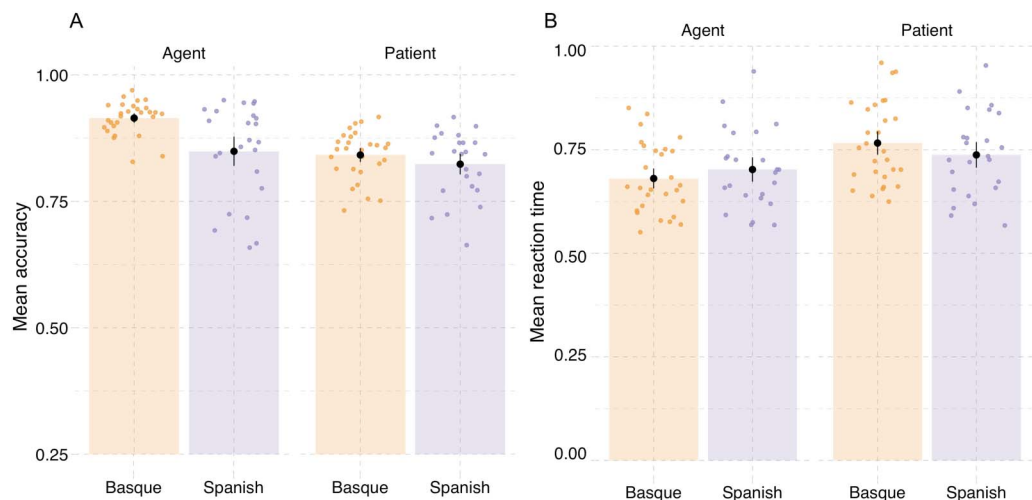 A
Agent Patient
Mean accuracy
1.00
0.75
0.50
0.25
Basque Spanish Basque Spanish
B
Agent Patient
Mean reaction time
1.00
0.75
0.50
0.25
0.00
Basque Spanish Basque Spanish